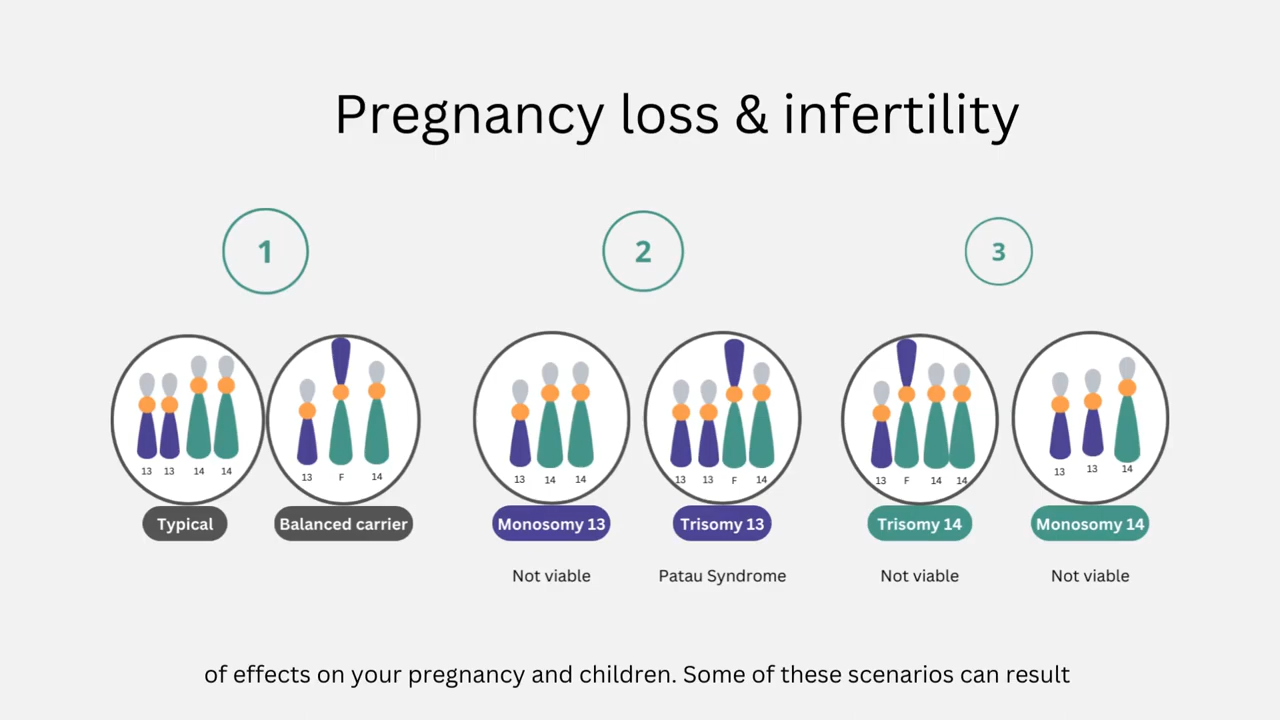 Pregnancy loss & infertility
1
2
3
13 13 14 14
13 F 14
13 14 14
13 13 F 14
13 F 14 14
13 13 14
Typical
Balanced carrier
Monosomy 13
Trisomy 13
Trisomy 14
Monosomy 14
Not viable
Patau Syndrome
Not viable
Not viable
of effects on your pregnancy and children. Some of these scenarios can result